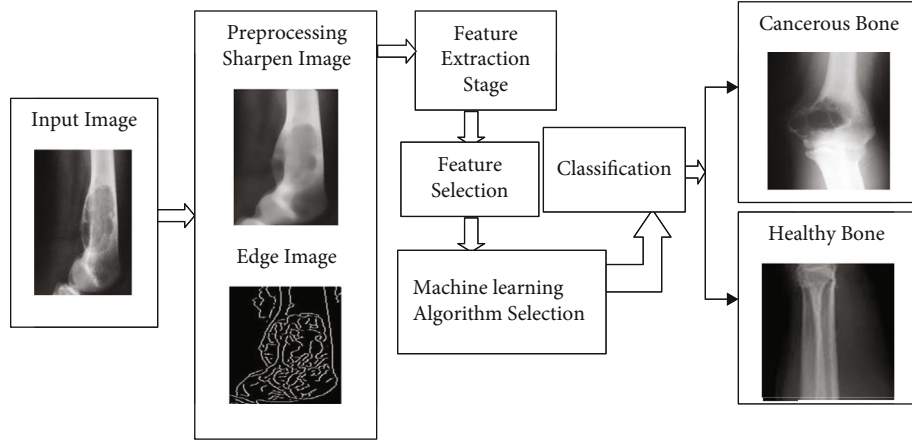 Input Image
Preprocessing
Sharpen Image
Edge Image
Feature
Extraction
Stage
Feature
Selection
Machine learning
Algorithm Selection
Classification
Cancerous Bone
Healthy Bone